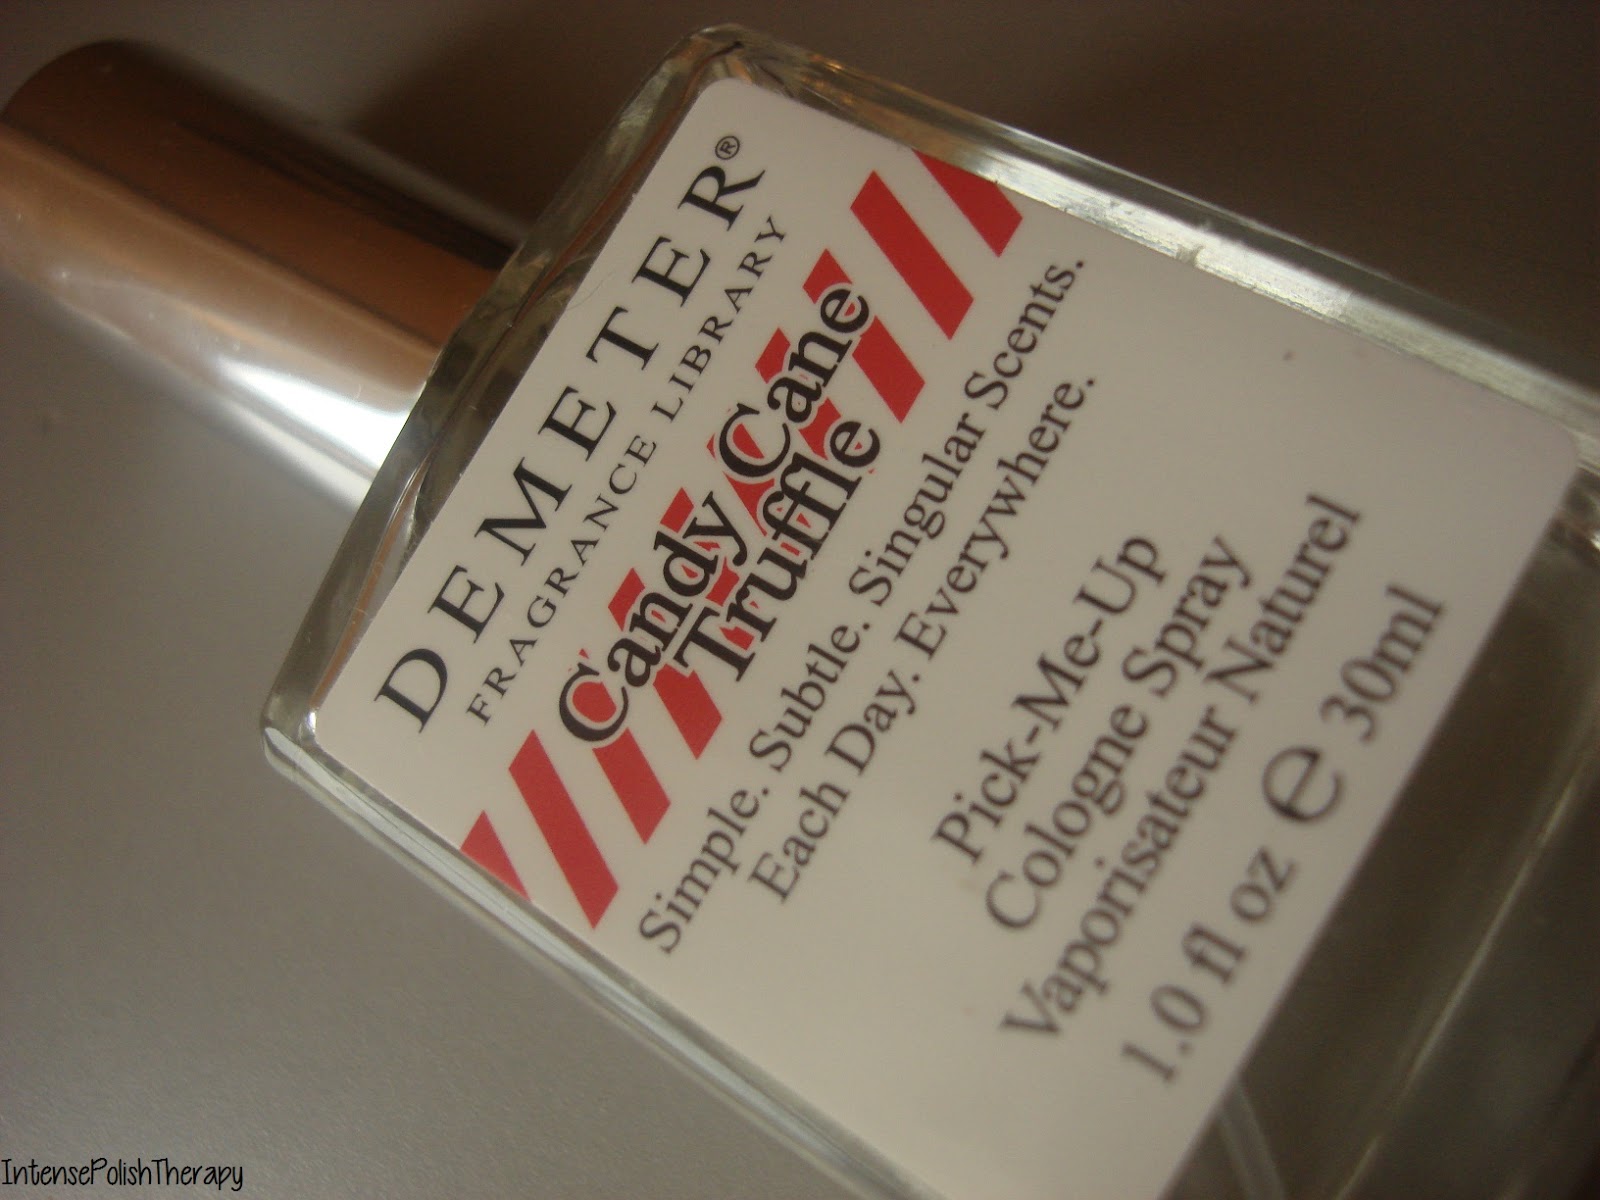 DEMETER®
FRAGRANCE LIBRARY
Candy Cane
Truffle
Simple. Subtle. Singular Scents.
Each Day. Everywhere.
Pick-Me-Up
Cologne Spray
Vaporisateur Naturel
1.0 fl oz e 30ml
IntensePolishTherapy